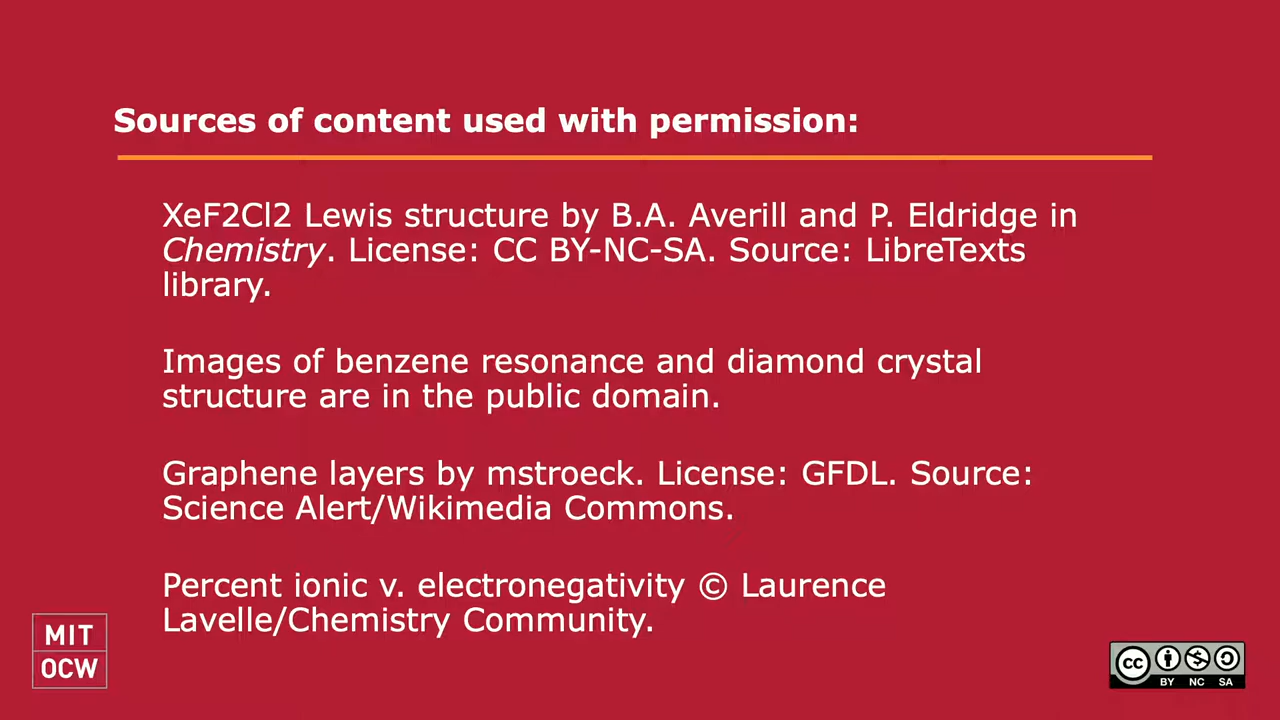 Sources of content used with permission:
XeF2Cl2 Lewis structure by B.A. Averill and P. Eldridge in
Chemistry. License: CC BY-NC-SA. Source: LibreTexts
library.
Images of benzene resonance and diamond crystal
structure are in the public domain.
Graphene layers by mstroeck. License: GFDL. Source:
Science Alert/Wikimedia Commons.
Percent ionic v. electronegativity © Laurence
Lavelle/Chemistry Community.
MIT
OCW
cc
BY NC SA